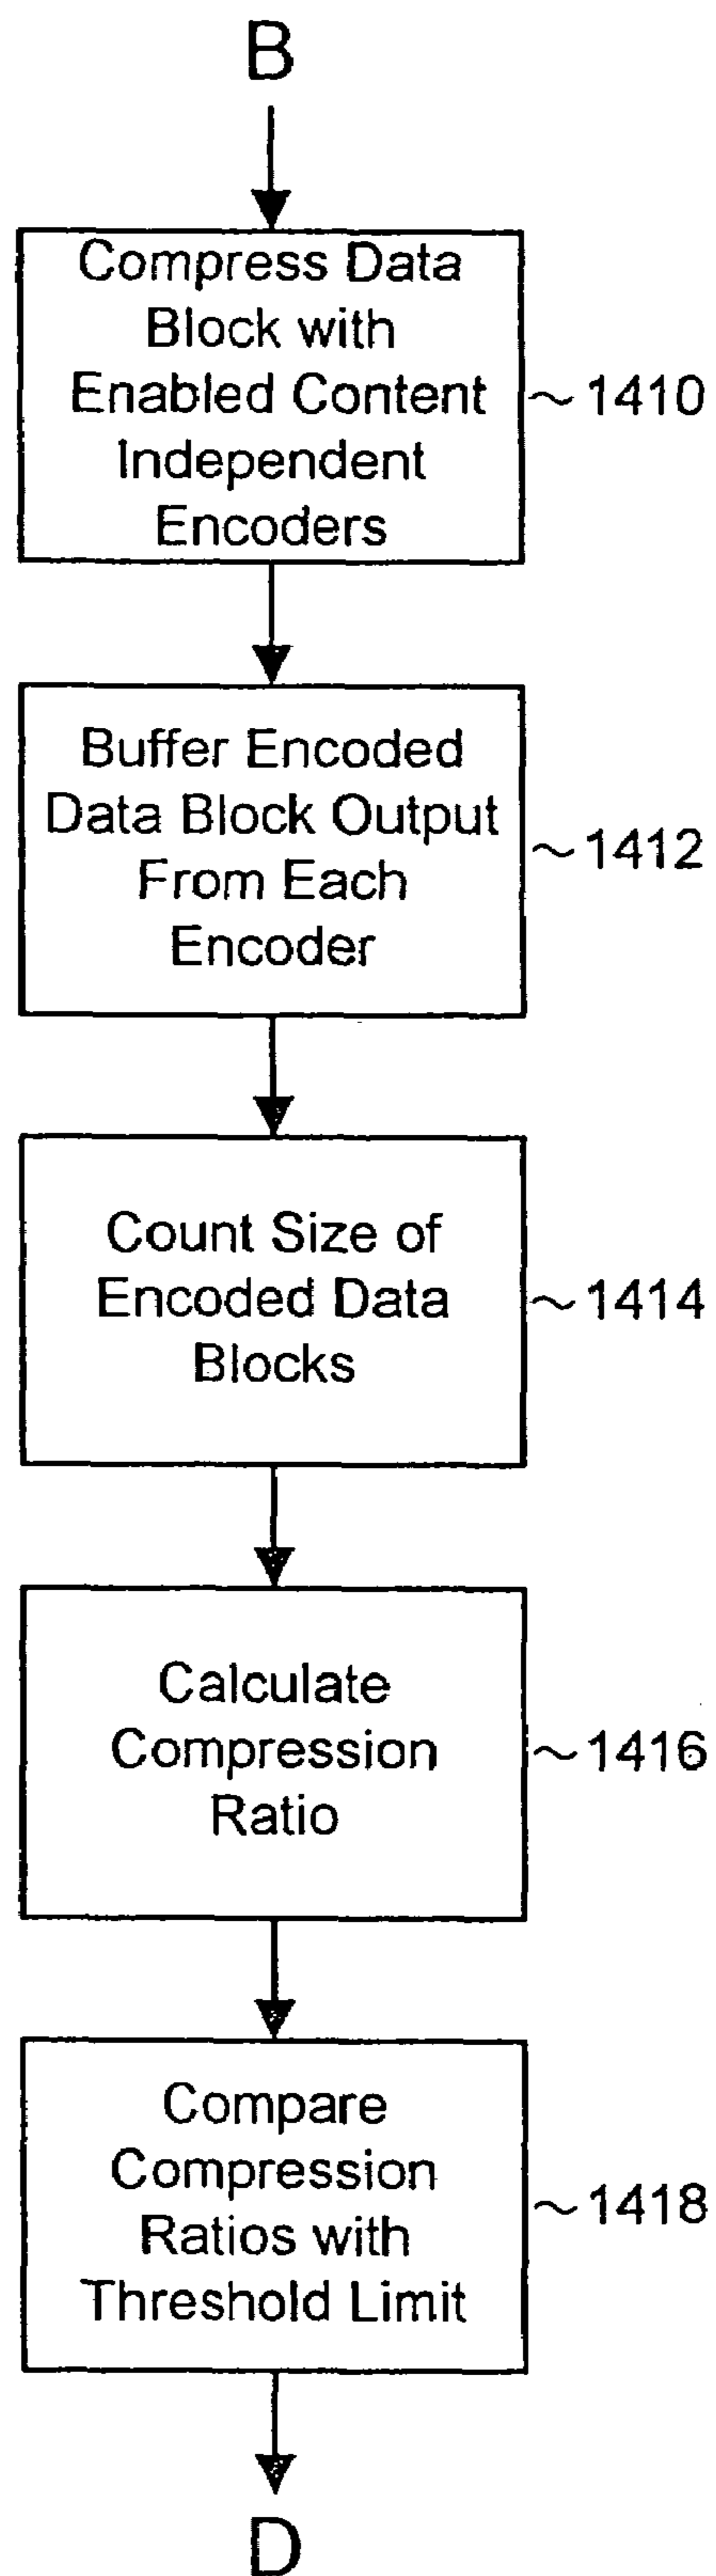 B
Compress Data
Block with
Enabled Content
Independent
Encoders
~1410
Buffer Encoded
Data Block Output
From Each
Encoder
~1412
Count Size of
Encoded Data
Blocks
~1414
Calculate
Compression
Ratio
~1416
Compare
Compression
Ratios with
Threshold Limit
~1418
D